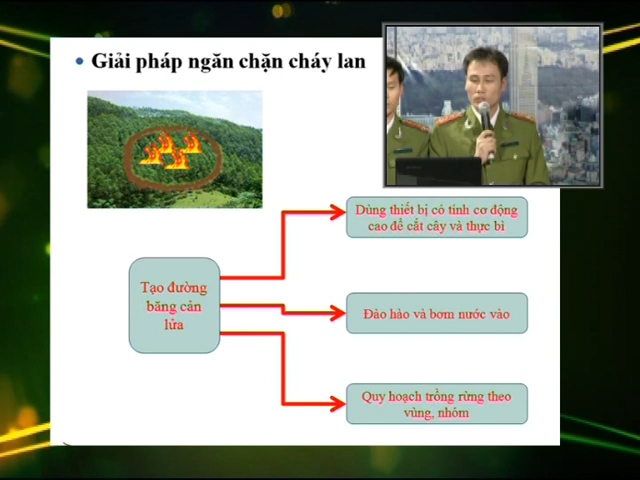 Giải pháp ngăn chặn cháy lan
Dùng thiết bị có tính cơ động
cao để cắt cây và thực bì
Tạo đường
băng cản
lửa
Đào hào và bơm nước vào
Quy hoạch trồng rừng theo
vùng, nhóm